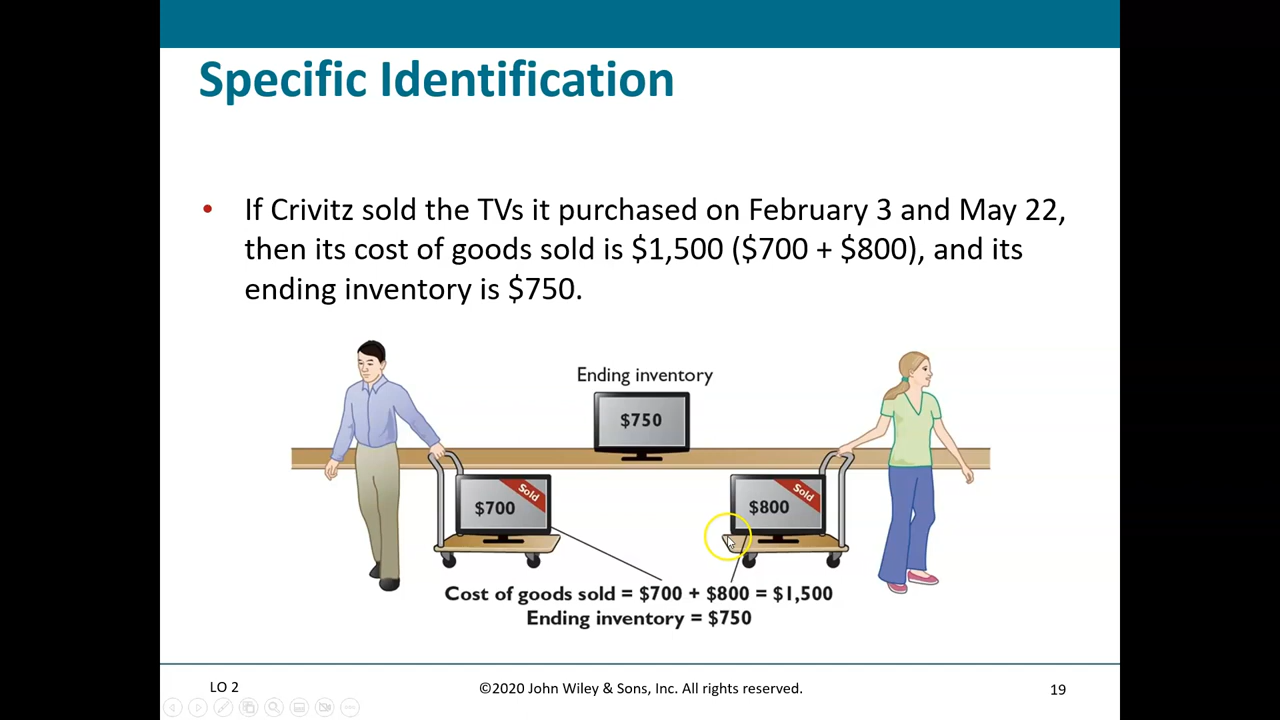 Specific Identification
• If Crivitz sold the TVs it purchased on February 3 and May 22,
then its cost of goods sold is $1,500 ($700 + $800), and its
ending inventory is $750.
Ending inventory
$750
$700
Sold
$800
Sold
Cost of goods sold = $700 + $800 = $1,500
Ending inventory = $750
LO 2
©2020 John Wiley & Sons, Inc. All rights reserved.
19